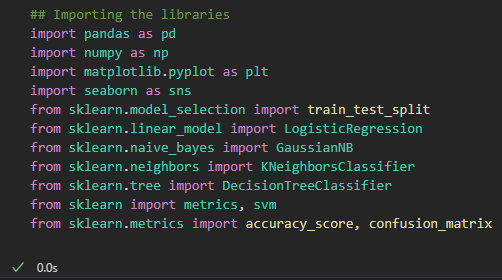 ## Importing the libraries
import pandas as pd
import numpy as np
import matplotlib.pyplot as plt
import seaborn as sns
from sklearn.model_selection import train_test_split
from sklearn.linear_model import LogisticRegression
from sklearn.naive_bayes import GaussianNB
from sklearn.neighbors import KNeighborsClassifier
from sklearn.tree import DecisionTreeClassifier
from sklearn import metrics, svm
from sklearn.metrics import accuracy_score, confusion_matrix
✓ 0.0s